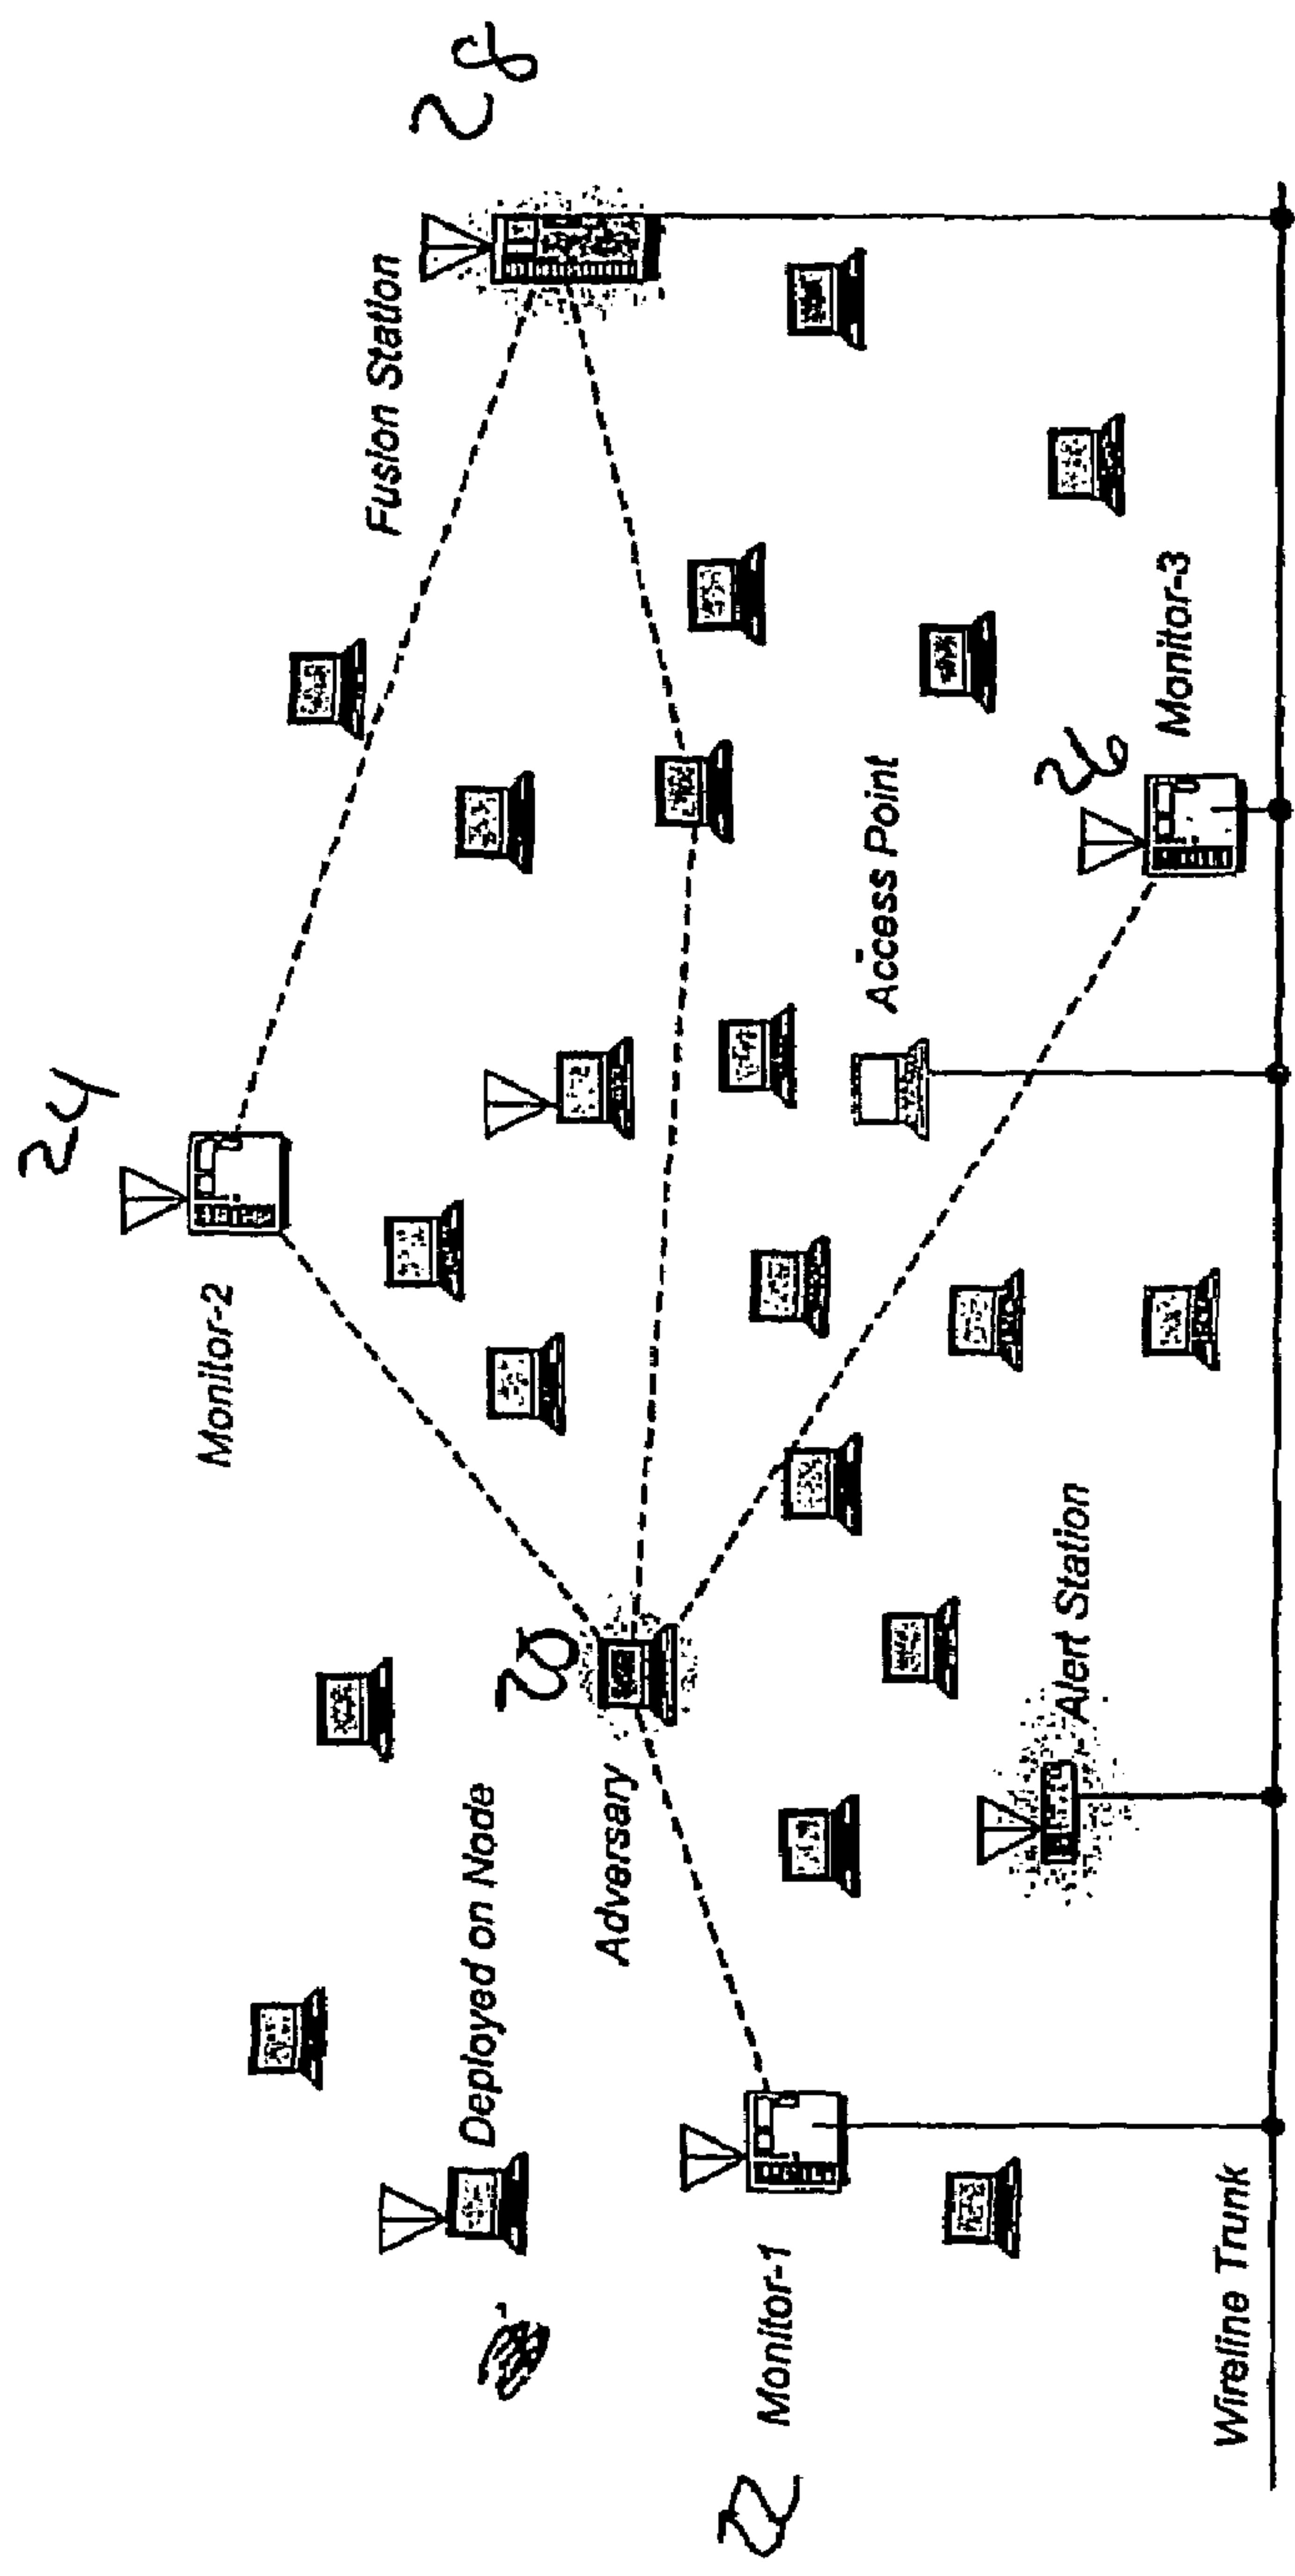 24
28
Fusion Station
Monitor-2
Deployed on Node
20
Adversary
Access Point
26
Monitor-3
Alert Station
22
Monitor-1
Wireline Trunk